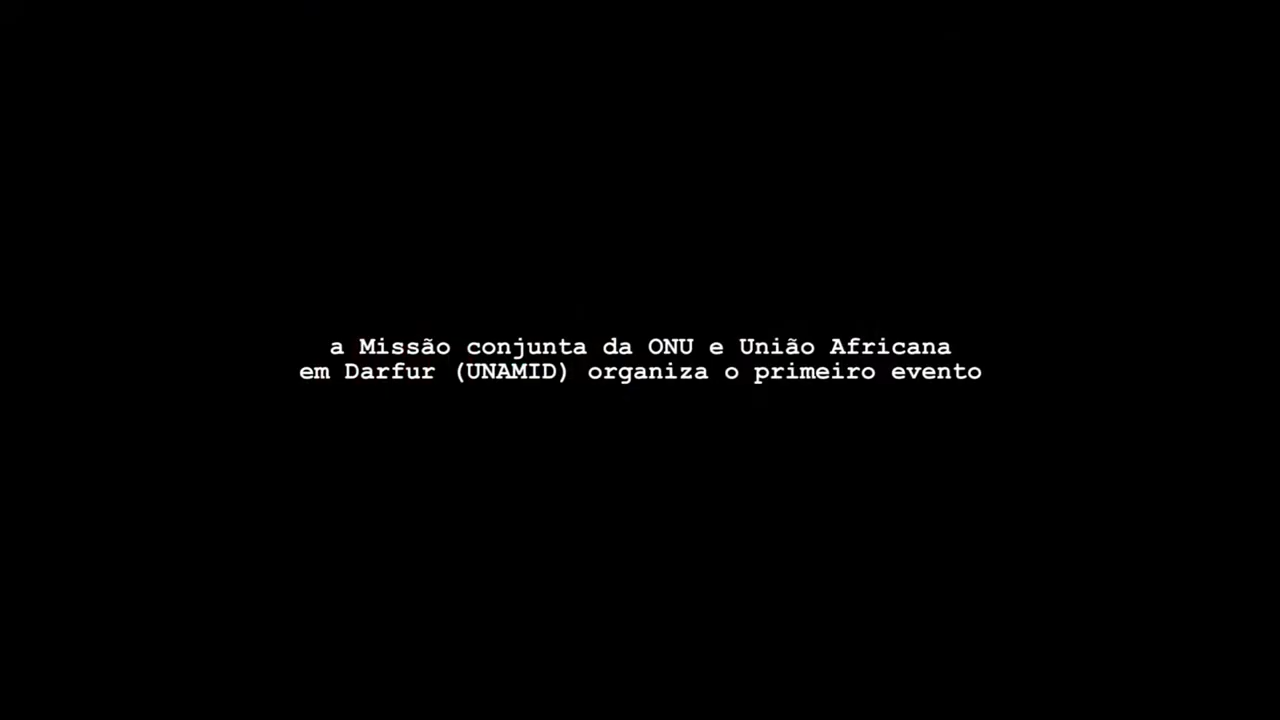 a Missão conjunta da ONU e União Africana
em Darfur (UNAMID) organiza o primeiro evento